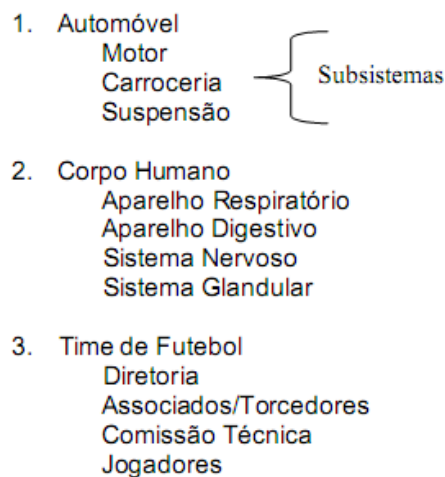 1. Automóvel
Motor
Carroceria
Suspensão
Subsistemas
2. Corpo Humano
Aparelho Respiratório
Aparelho Digestivo
Sistema Nervoso
Sistema Glandular
3. Time de Futebol
Diretoria
Associados/Torcedores
Comissão Técnica
Jogadores